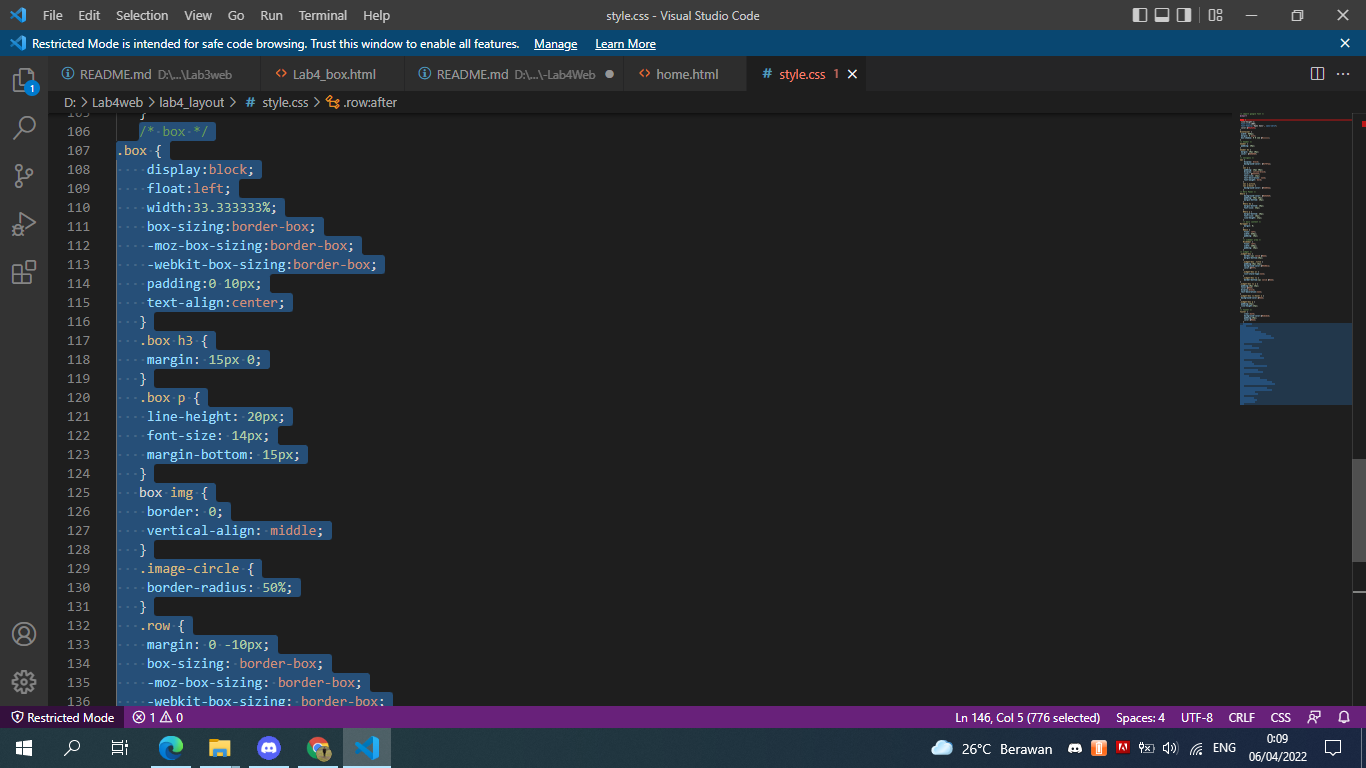 File Edit Selection View Go Run Terminal Help style.css - Visual Studio Code
Restricted Mode is intended for safe code browsing. Trust this window to enable all features. Manage Learn More
README.md D:\...\Lab3web Lab4_box.html README.md D:\...\-Lab4Web home.html # style.css 1
D: > Lab4web > lab4_layout > # style.css > .row:after
105 }
106 /* box */
107 .box {
108 display:block;
109 float:left;
110 width:33.333333%;
111 box-sizing:border-box;
112 -moz-box-sizing:border-box;
113 -webkit-box-sizing:border-box;
114 padding:0 10px;
115 text-align:center;
116 }
117 .box h3 {
118 margin: 15px 0;
119 }
120 .box p {
121 line-height: 20px;
122 font-size: 14px;
123 margin-bottom: 15px;
124 }
125 box img {
126 border: 0;
127 vertical-align: middle;
128 }
129 .image-circle {
130 border-radius: 50%;
131 }
132 .row {
133 margin: 0 -10px;
134 box-sizing: border-box;
135 -moz-box-sizing: border-box;
136 -webkit-box-sizing: border-box;
1
Restricted Mode 1 0 Ln 146, Col 5 (776 selected) Spaces: 4 UTF-8 CRLF CSS
26°C Berawan ENG 0:09
06/04/2022